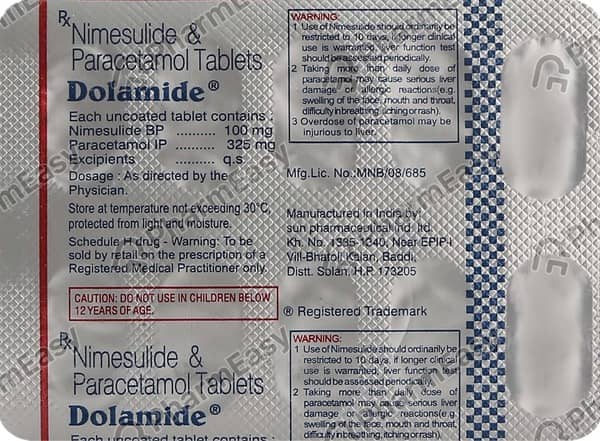 Rx Nimesulide &
Paracetamol Tablets
Dolamide®
Each uncoated tablet contains :
Nimesulide BP .......... 100 mg
Paracetamol IP .......... 325 mg
Excipients .......... q.s
Dosage : As directed by the
Physician.
Store at temperature not exceeding 30°C,
protected from light and moisture.
Schedule H drug - Warning: To be
sold by retail on the prescription of a
Registered Medical Practitioner only.
CAUTION: DO NOT USE IN CHILDREN BELOW
12 YEARS OF AGE.
WARNING:
1 Use of Nimesulide should ordinarily be
restricted to 10 days, if longer clinical
use is warranted, liver function test
should be assessed periodically.
2 Taking more than daily dose of
paracetamol may cause serious liver
damage or allergic reactions(e.g.
swelling of the face, mouth and throat,
difficulty in breathing, itching or rash).
3 Overdose of paracetamol may be
injurious to liver.
Mfg.Lic. No.:MNB/08/685
Manufactured in India by:
sun pharmaceutical ind. ltd.
Kh. No. 1335-1340, Near EPIP-I
Vill-Bhatoli Kalan, Baddi,
Distt. Solan, H.P. 173205
® Registered Trademark
Rx Nimesulide &
Paracetamol Tablets
Dolamide®
Each uncoated tablet contains :
WARNING:
1 Use of Nimesulide should ordinarily be
restricted to 10 days, if longer clinical
use is warranted, liver function test
should be assessed periodically.
2 Taking more than daily dose of
paracetamol may cause serious liver
damage or allergic reactions(e.g.
swelling of the face, mouth and throat,
difficulty in breathing, itching or rash).
PharmEasy
PharmEasy
PharmEasy